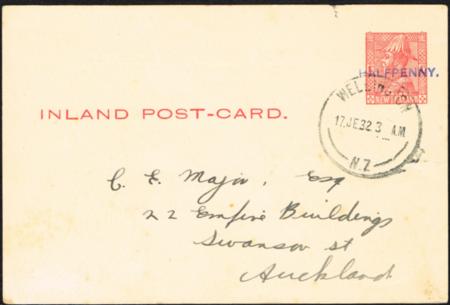 HALFPENNY.
WELLINGTON
INLAND POST-CARD.
17 JE 32 3 AM
N.Z
C. E. Major, Esq
22 Empire Buildings
Swanson st
Auckland